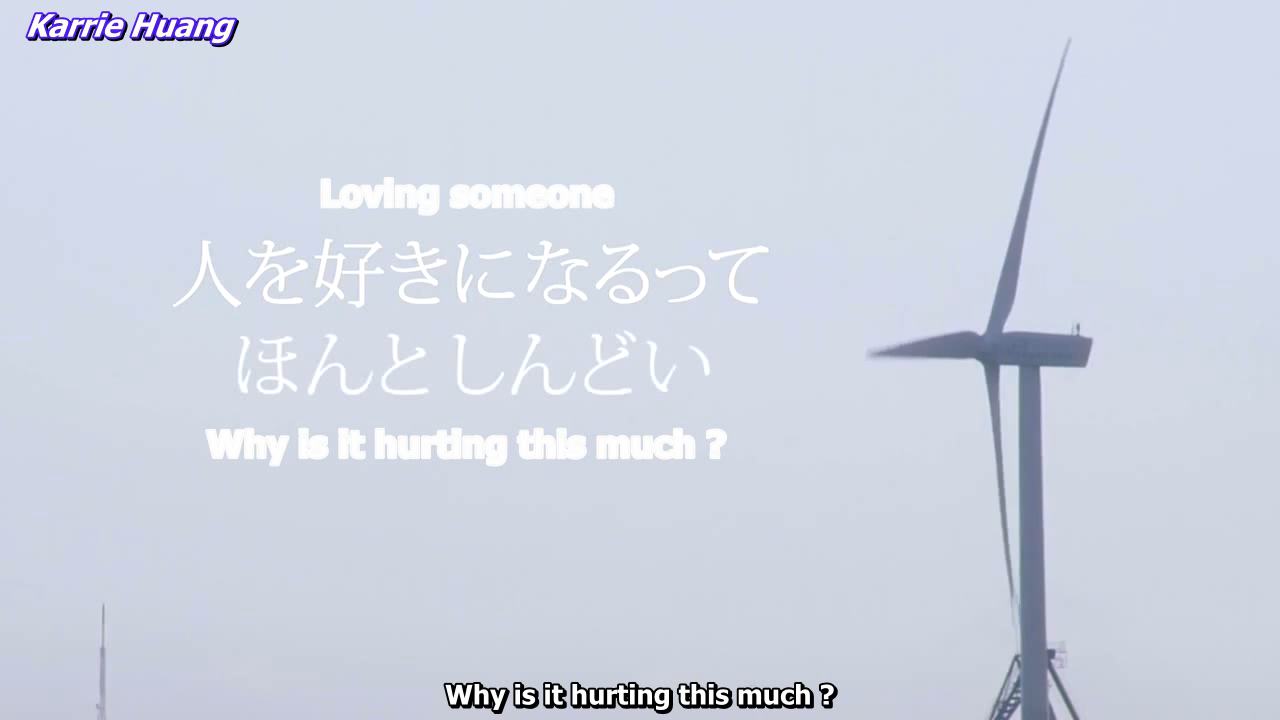 Karrie Huang
Loving someone
人を好きになるって
ほんとしんどい
Why is it hurting this much ?
Why is it hurting this much ?